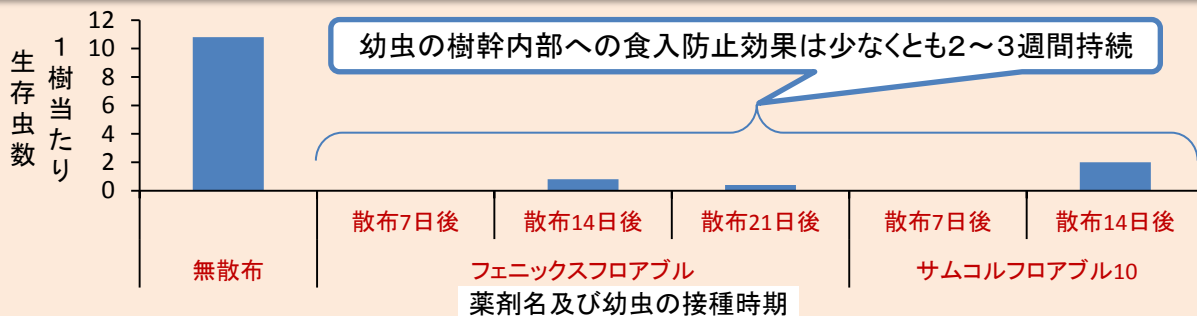 幼虫の樹幹内部への食入防止効果は少なくとも2～3週間持続
1樹当たり
生存虫数
12
10
8
6
4
2
0
散布7日後 散布14日後 散布21日後 散布7日後 散布14日後
無散布 フェニックスフロアブル サムコルフロアブル10
薬剤名及び幼虫の接種時期